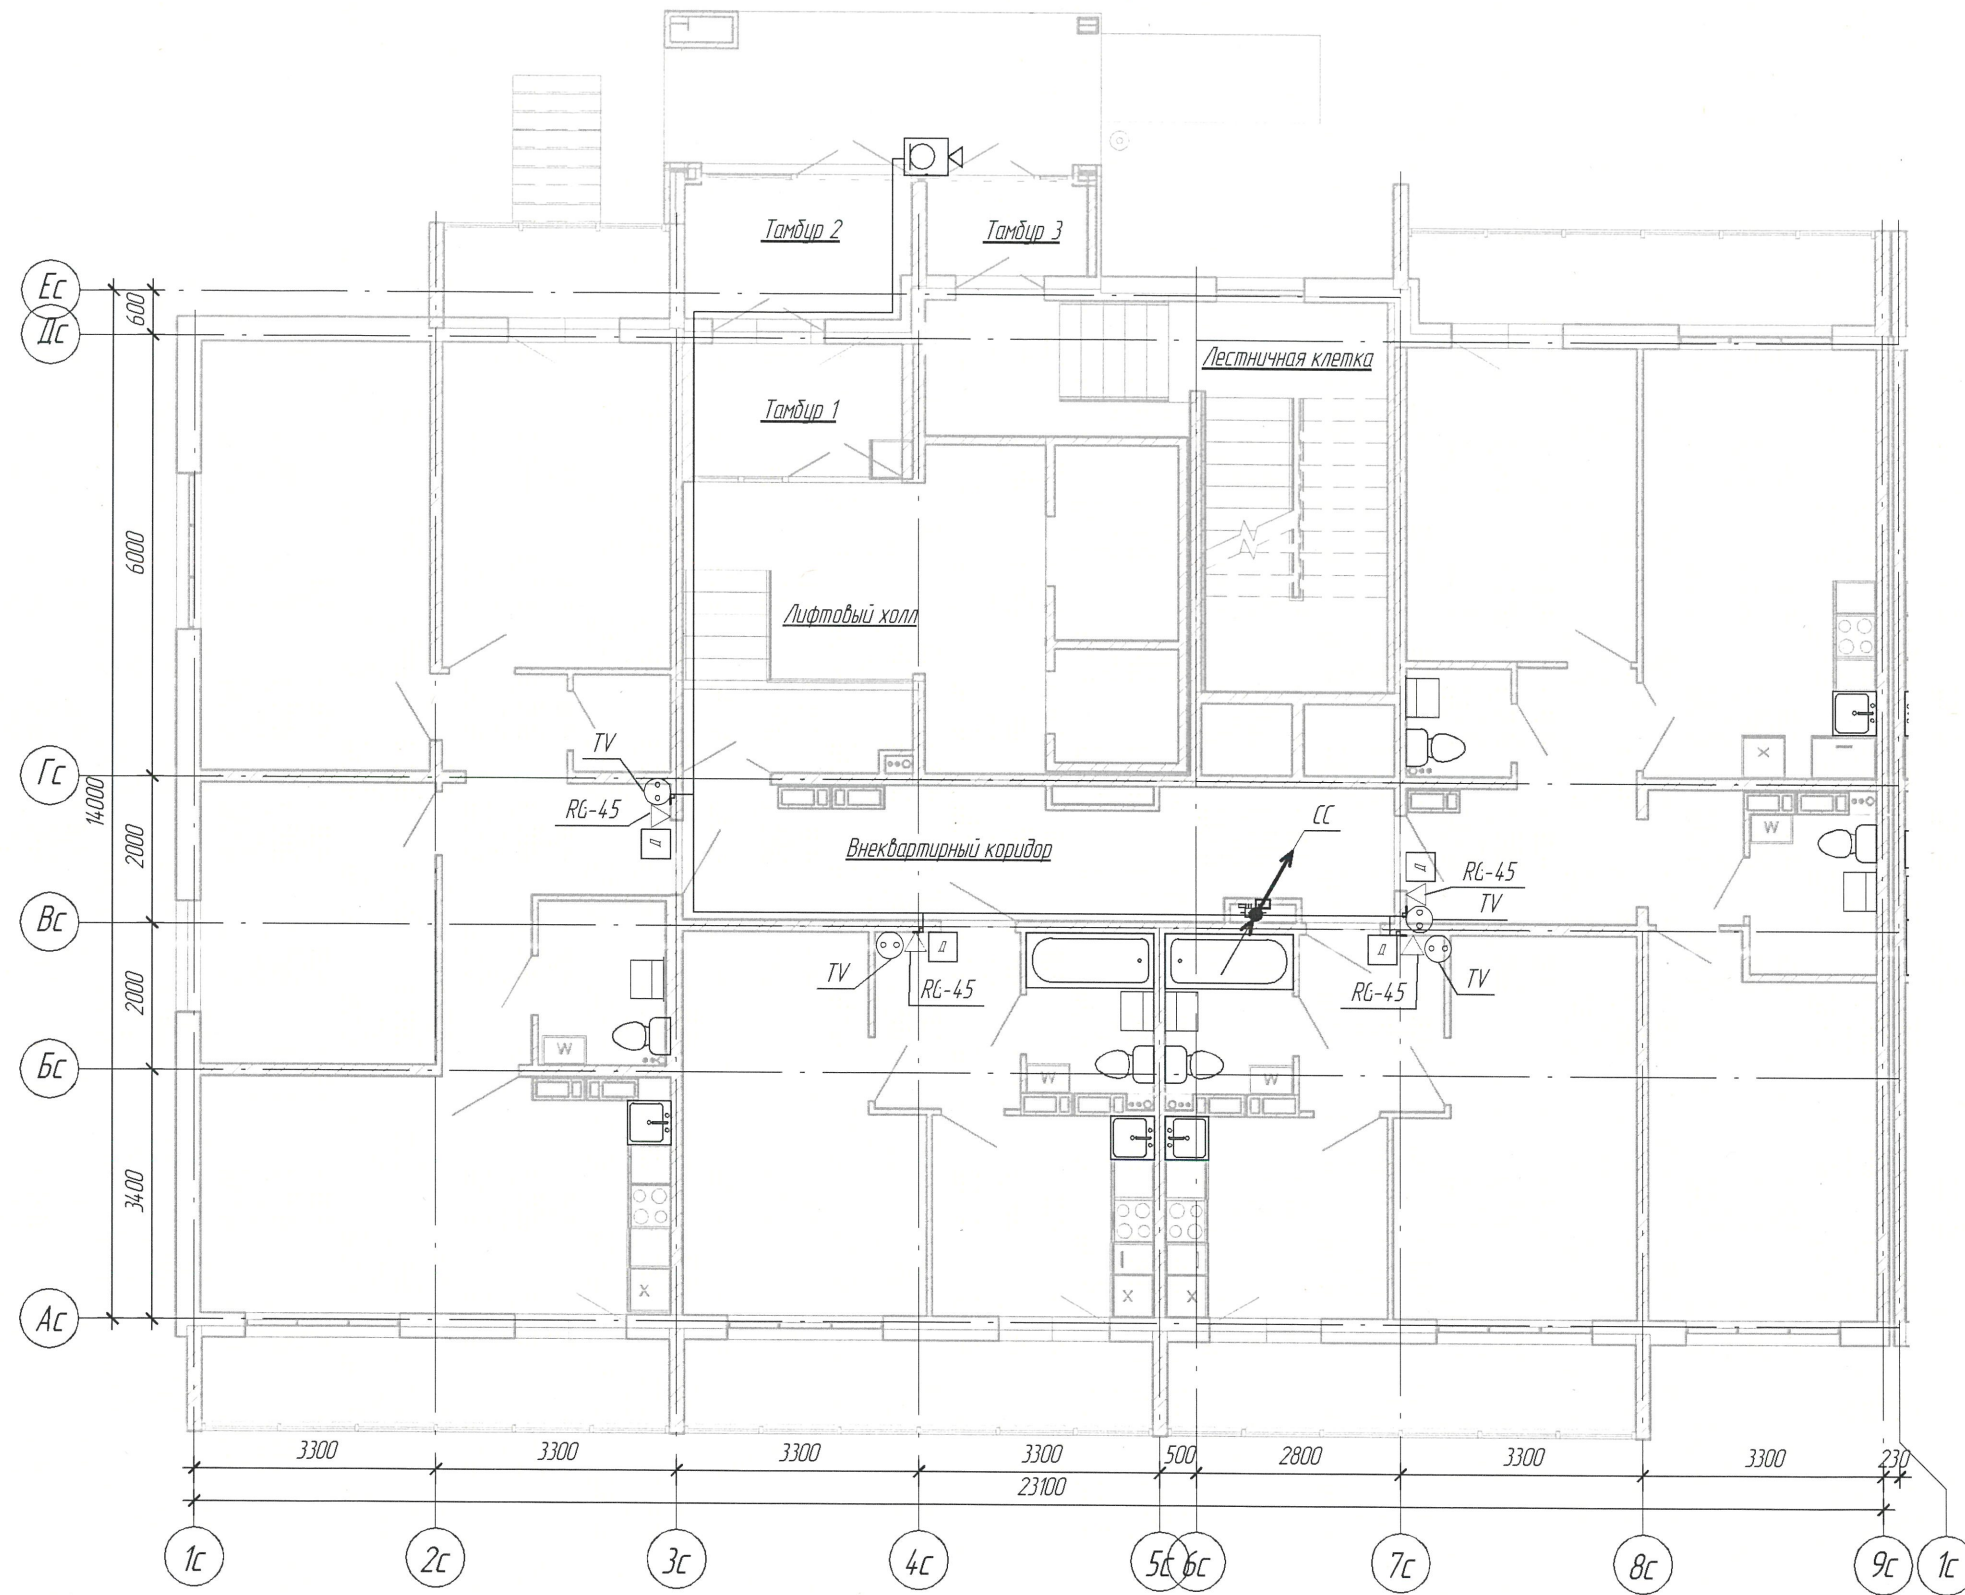 Тамбур 2
Тамбур 3
Ес
600
Дс
Лестничная клетка
Тамбур 1
6000
Лифтовый холл
TV
Гс
14000
RG-45
Д
2000
Внеквартирный коридор
СС
Д
RG-45
TV
W
X
W
Вс
TV
RG-45
Д
Д
RG-45
TV
2000
W
W
W
Бс
3400
X
X
X
Ас
3300
3300
3300
3300
500
2800
3300
3300
230
23100
1с
2с
3с
4с
5с
6с
7с
8с
9с
1с